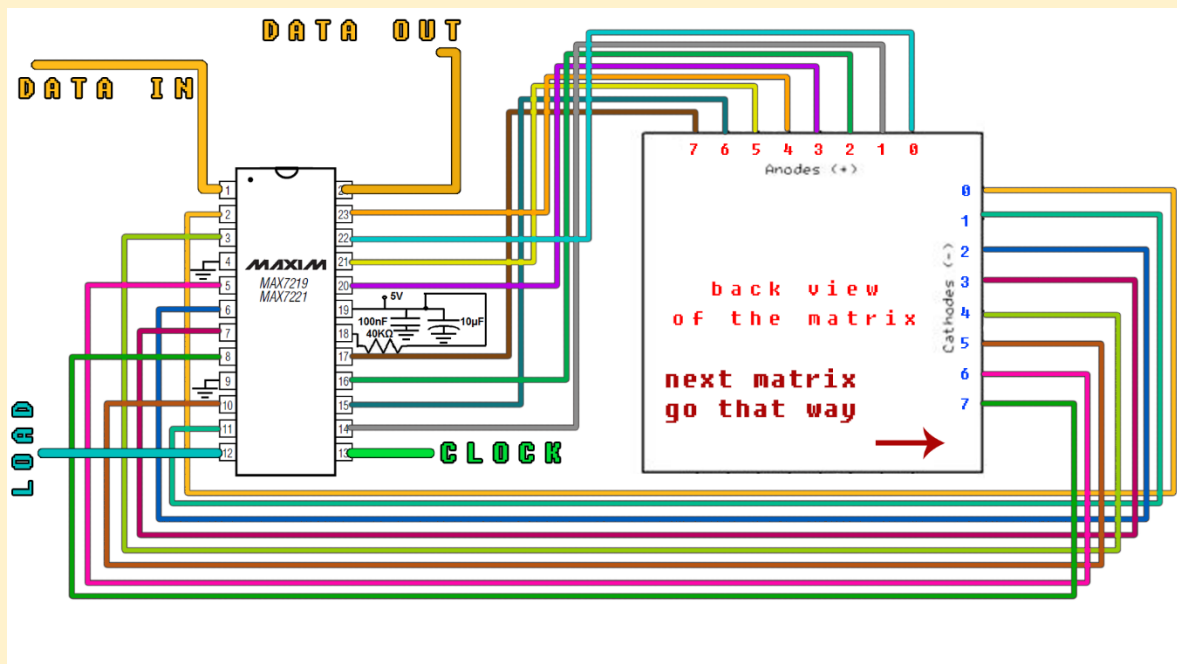 DATA OUT
DATA IN
7 6 5 4 3 2 1 0
Anodes (+)
1
2
3
4
5
6
7
8
9
10
11
12
2
23
22
21
20
19
18
17
16
15
14
13
MAXIM
MAX7219
MAX7221
5V
100nF
10μF
40KΩ
0
1
2
3
4
5
6
7
Cathodes (-)
back view
of the matrix
next matrix
go that way
LOAD
CLOCK